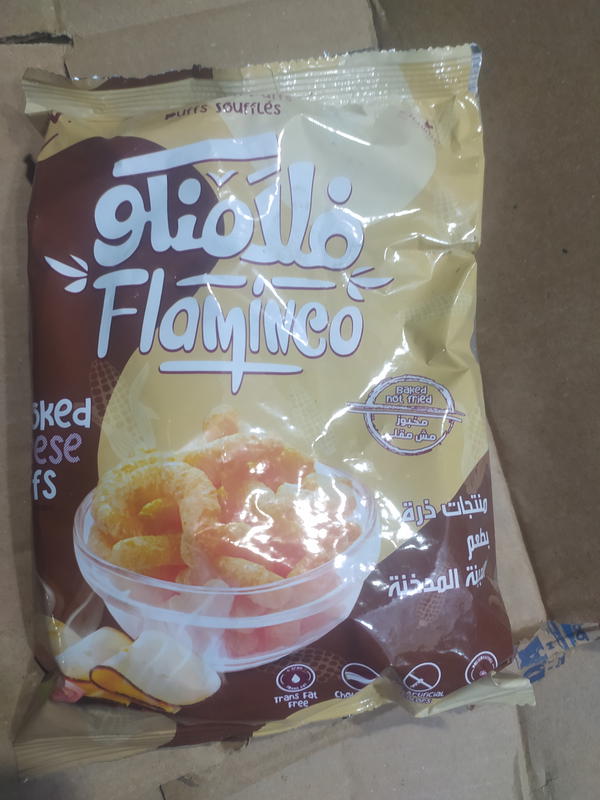 Puffs soufflés
فلامنكو
Flaminco
Baked
not fried
مخبوز
مش مقلي
منتجات ذرة
بطعم
المدخنة
Trans Fat
Free